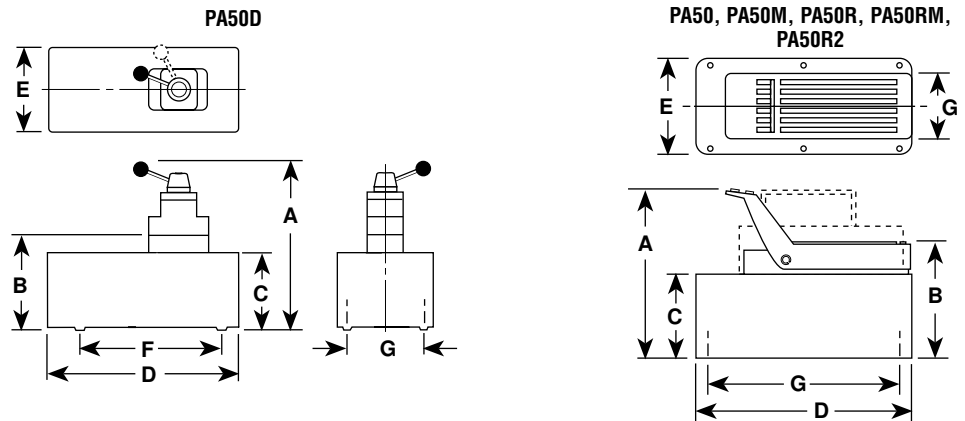 PA50D
PA50, PA50M, PA50R, PA50RM,
PA50R2
E
E
G
A
B
C
F
D
G
A
B
C
G
D